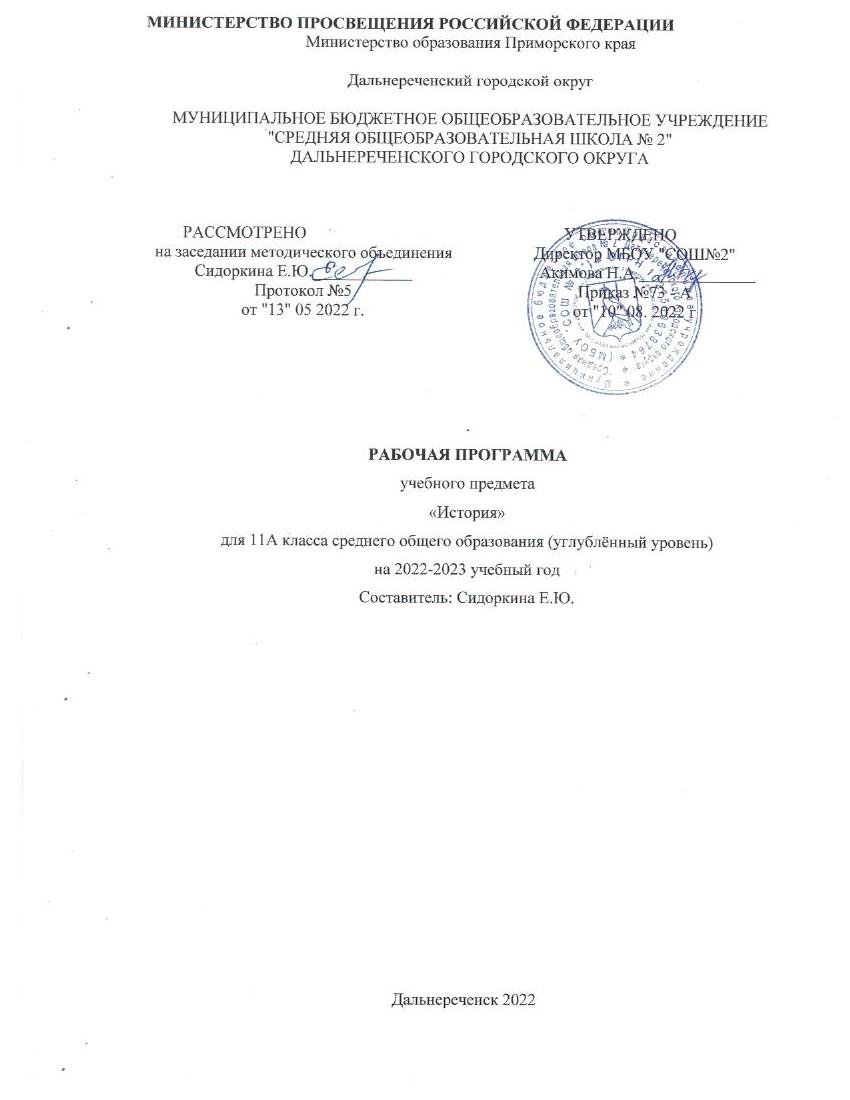 МИНИСТЕРСТВО ПРОСВЕЩЕНИЯ РОССИЙСКОЙ ФЕДЕРАЦИИ
Министерство образования Приморского края
Дальнереченский городской округ
МУНИЦИПАЛЬНОЕ БЮДЖЕТНОЕ ОБЩЕОБРАЗОВАТЕЛЬНОЕ УЧРЕЖДЕНИЕ
"СРЕДНЯЯ ОБЩЕОБРАЗОВАТЕЛЬНАЯ ШКОЛА № 2"
ДАЛЬНЕРЕЧЕНСКОГО ГОРОДСКОГО ОКРУГА
РАССМОТРЕНО
на заседании методического объединения
Сидоркина Е.Ю.
Протокол №5
от "13" 05 2022 г.
УТВЕРЖДЕНО
Директор МБОУ "СОШ№2"
Акимова Н.А.
Приказ №73 -А
от "10" 08. 2022 г
РАБОЧАЯ ПРОГРАММА
учебного предмета
«История»
для 11А класса среднего общего образования (углублённый уровень)
на 2022-2023 учебный год
Составитель: Сидоркина Е.Ю.
Дальнереченск 2022